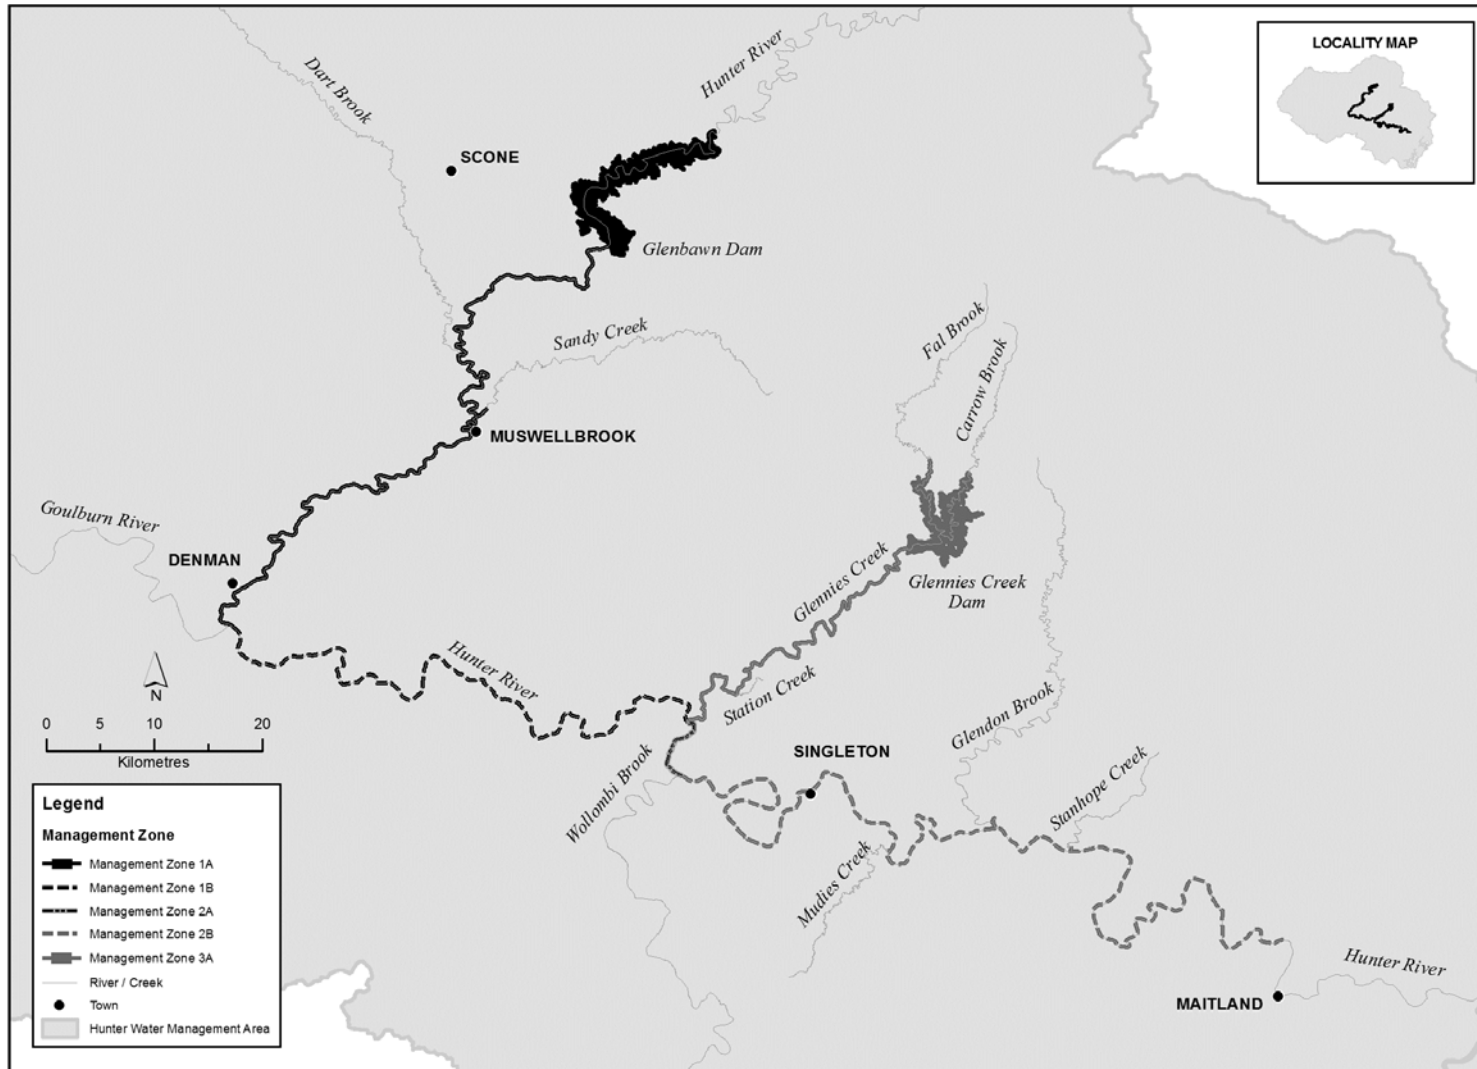 LOCALITY MAP
Dart Brook
Hunter River
SCONE
Glenbawn Dam
Sandy Creek
Fal Brook
Carrow Brook
MUSWELLBROOK
Goulburn River
DENMAN
Glennies Creek
Glennies Creek
Dam
Hunter River
Station Creek
Glendon Brook
N
0 5 10 20
Kilometres
SINGLETON
Wollombi Brook
Stanhope Creek
Mudies Creek
Hunter River
MAITLAND
Legend
Management Zone
Management Zone 1A
Management Zone 1B
Management Zone 2A
Management Zone 2B
Management Zone 3A
River / Creek
Town
Hunter Water Management Area